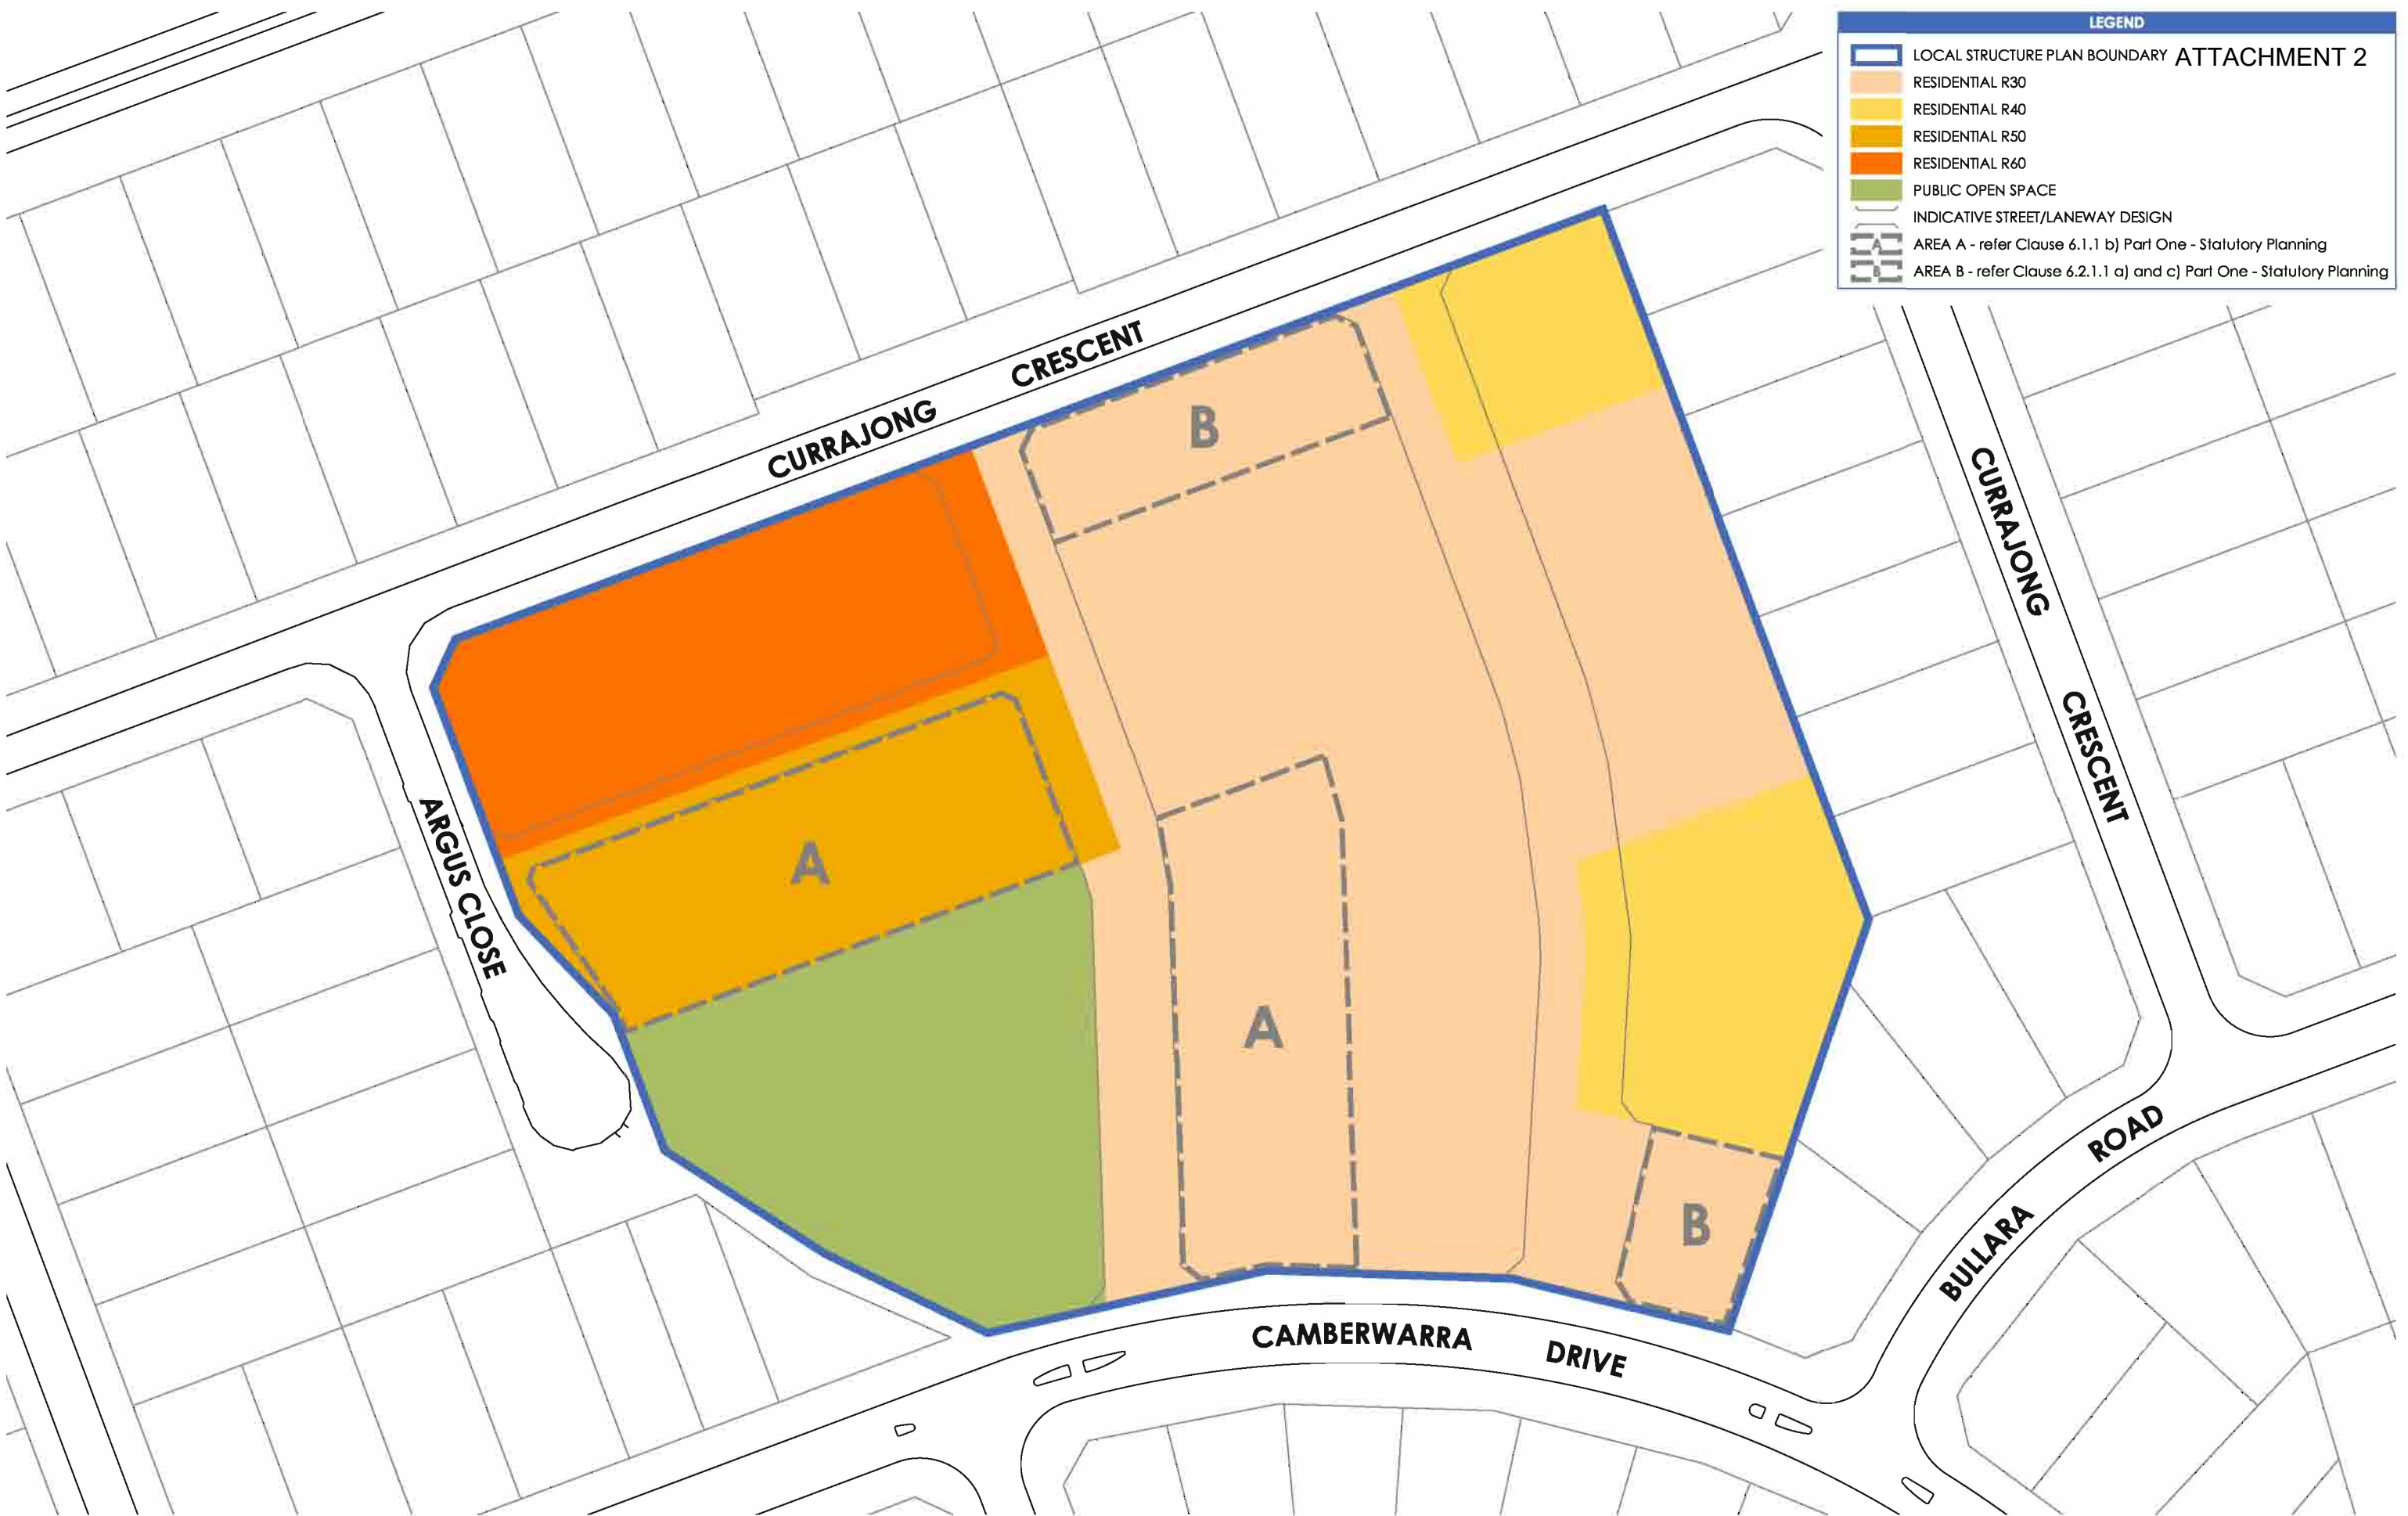 LEGEND
LOCAL STRUCTURE PLAN BOUNDARY ATTACHMENT 2
RESIDENTIAL R30
RESIDENTIAL R40
RESIDENTIAL R50
RESIDENTIAL R60
PUBLIC OPEN SPACE
INDICATIVE STREET/LANEWAY DESIGN
A AREA A - refer Clause 6.1.1 b) Part One - Statutory Planning
B AREA B - refer Clause 6.2.1.1 a) and c) Part One - Statutory Planning
CURRAJONG CRESCENT
B
CURRAJONG CRESCENT
ARGUS CLOSE
A
A
B
BULLARA ROAD
CAMBERWARRA DRIVE